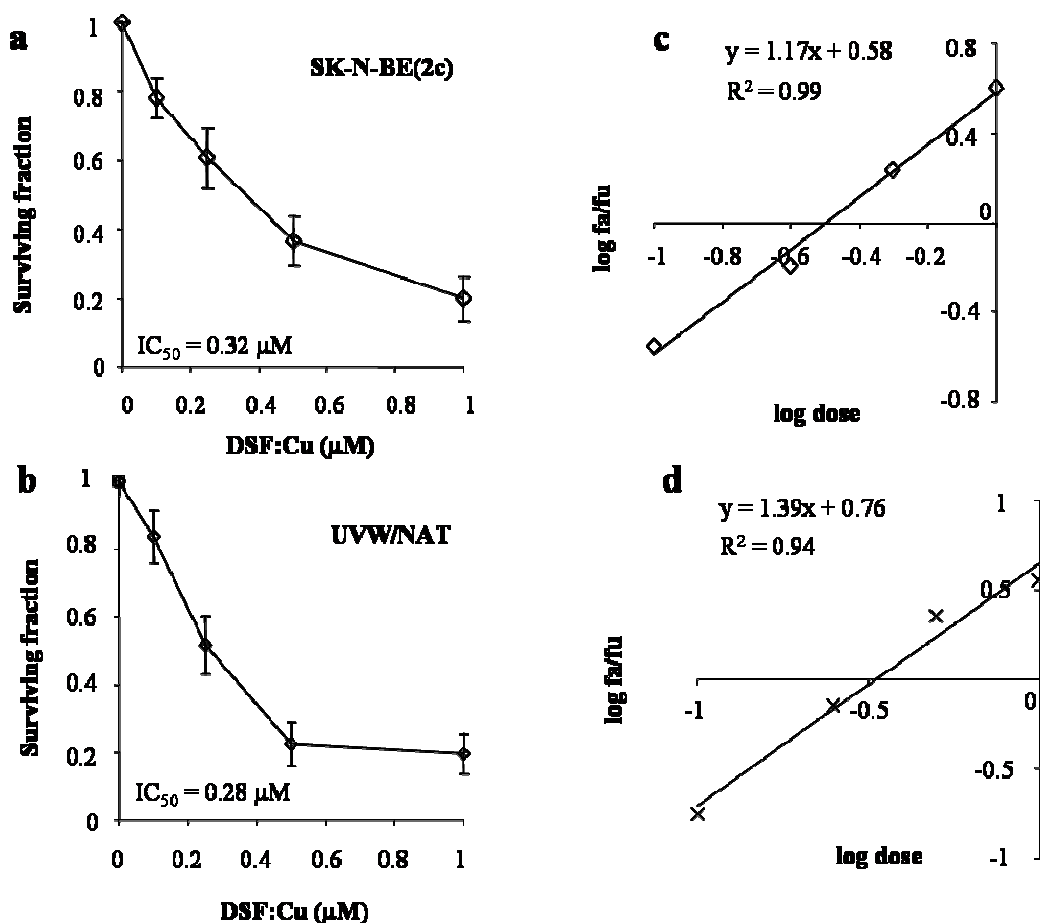 a
SK-N-BE(2c)
Surviving fraction
1
0.8
0.6
0.4
0.2
0
IC50 = 0.32 µM
0 0.2 0.4 0.6 0.8 1
DSF:Cu (µM)
c
y = 1.17x + 0.58
R² = 0.99
0.8
0.4
0
-0.4
-0.8
log fa/fu
-1 -0.8 -0.6 -0.4 -0.2
log dose
b
UVW/NAT
Surviving fraction
1
0.8
0.6
0.4
0.2
0
IC50 = 0.28 µM
0 0.2 0.4 0.6 0.8 1
DSF:Cu (µM)
d
y = 1.39x + 0.76
R² = 0.94
1
0.5
0
-0.5
-1
log fa/fu
-1 -0.5
log dose